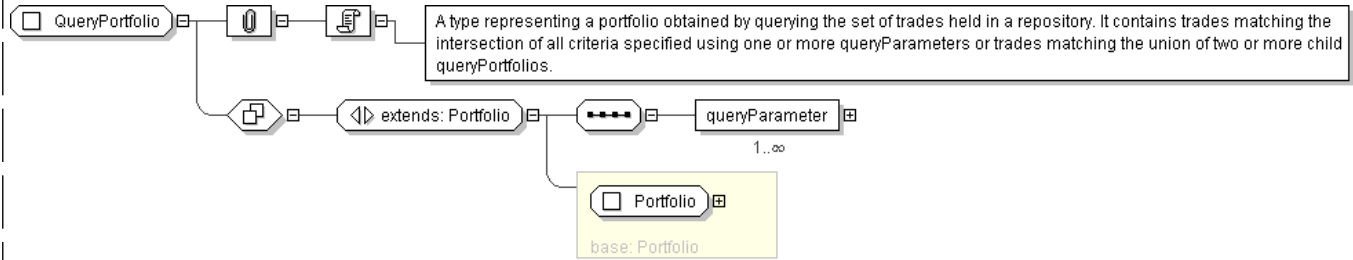 QueryPortfolio
A type representing a portfolio obtained by querying the set of trades held in a repository. It contains trades matching the
intersection of all criteria specified using one or more queryParameters or trades matching the union of two or more child
queryPortfolios.
extends: Portfolio
queryParameter
1..∞
Portfolio
base: Portfolio